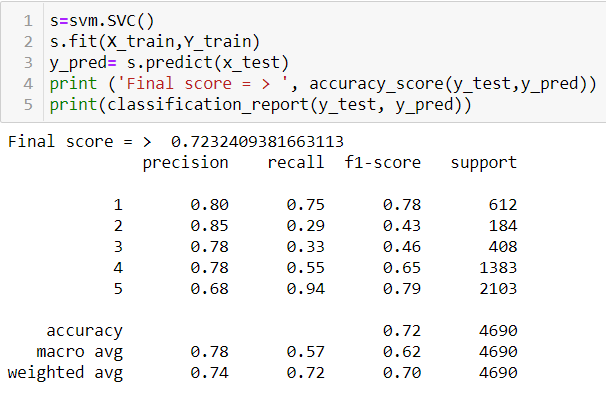 1 s=svm.SVC()
2 s.fit(X_train,Y_train)
3 y_pred= s.predict(x_test)
4 print ('Final score = > ', accuracy_score(y_test,y_pred))
5 print(classification_report(y_test, y_pred))
Final score = >  0.7232409381663113
precision recall f1-score support
1 0.80 0.75 0.78 612
2 0.85 0.29 0.43 184
3 0.78 0.33 0.46 408
4 0.78 0.55 0.65 1383
5 0.68 0.94 0.79 2103
accuracy 0.72 4690
macro avg 0.78 0.57 0.62 4690
weighted avg 0.74 0.72 0.70 4690